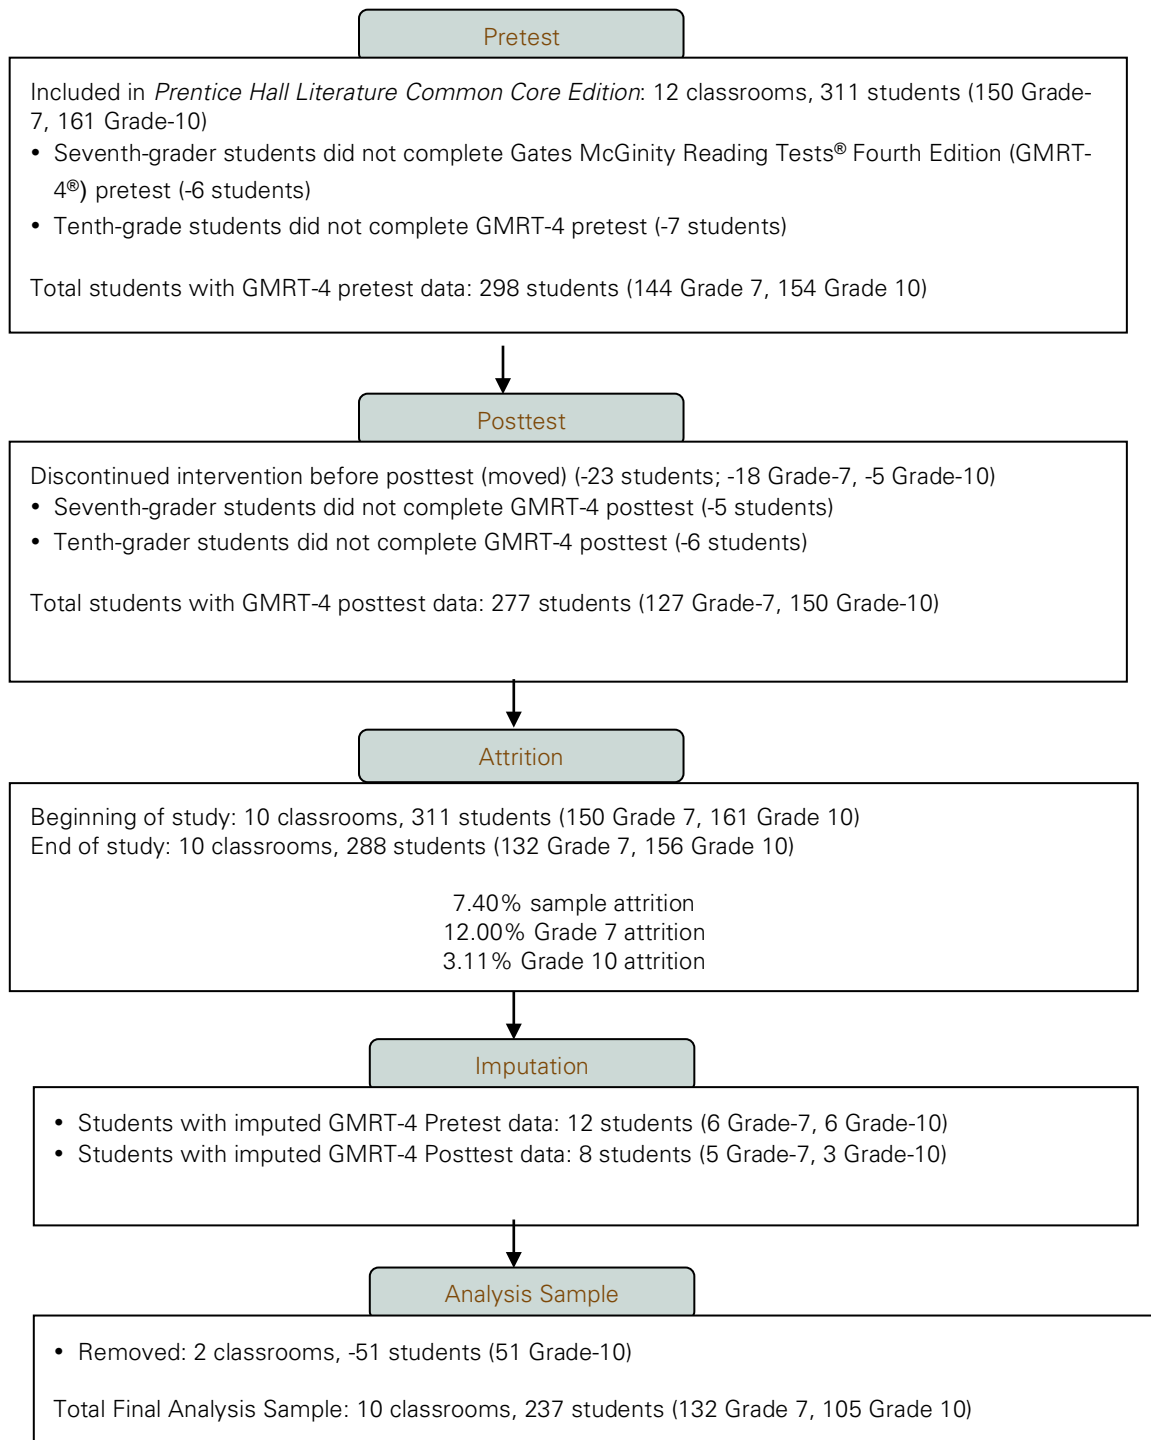 Pretest
Included in Prentice Hall Literature Common Core Edition: 12 classrooms, 311 students (150 Grade-
7, 161 Grade-10)
• Seventh-grader students did not complete Gates McGinity Reading Tests® Fourth Edition (GMRT-
4®) pretest (-6 students)
• Tenth-grade students did not complete GMRT-4 pretest (-7 students)
Total students with GMRT-4 pretest data: 298 students (144 Grade 7, 154 Grade 10)
Posttest
Discontinued intervention before posttest (moved) (-23 students; -18 Grade-7, -5 Grade-10)
• Seventh-grader students did not complete GMRT-4 posttest (-5 students)
• Tenth-grader students did not complete GMRT-4 posttest (-6 students)
Total students with GMRT-4 posttest data: 277 students (127 Grade-7, 150 Grade-10)
Attrition
Beginning of study: 10 classrooms, 311 students (150 Grade 7, 161 Grade 10)
End of study: 10 classrooms, 288 students (132 Grade 7, 156 Grade 10)
7.40% sample attrition
12.00% Grade 7 attrition
3.11% Grade 10 attrition
Imputation
• Students with imputed GMRT-4 Pretest data: 12 students (6 Grade-7, 6 Grade-10)
• Students with imputed GMRT-4 Posttest data: 8 students (5 Grade-7, 3 Grade-10)
Analysis Sample
• Removed: 2 classrooms, -51 students (51 Grade-10)
Total Final Analysis Sample: 10 classrooms, 237 students (132 Grade 7, 105 Grade 10)